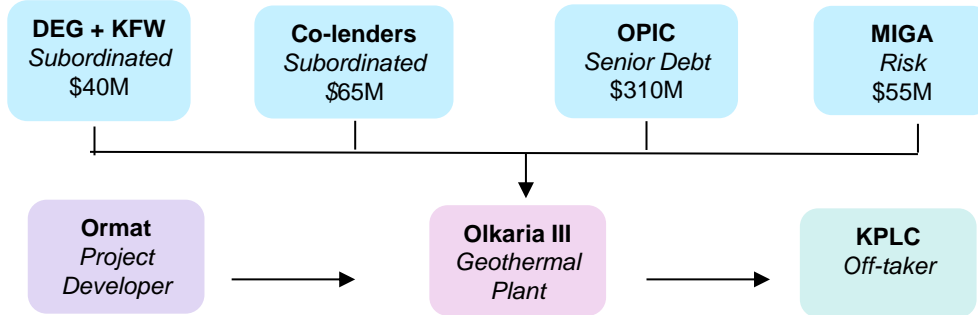 DEG + KFW
Subordinated
$40M
Co-lenders
Subordinated
$65M
OPIC
Senior Debt
$310M
MIGA
Risk
$55M
Ormat
Project
Developer
Olkaria III
Geothermal
Plant
KPLC
Off-taker